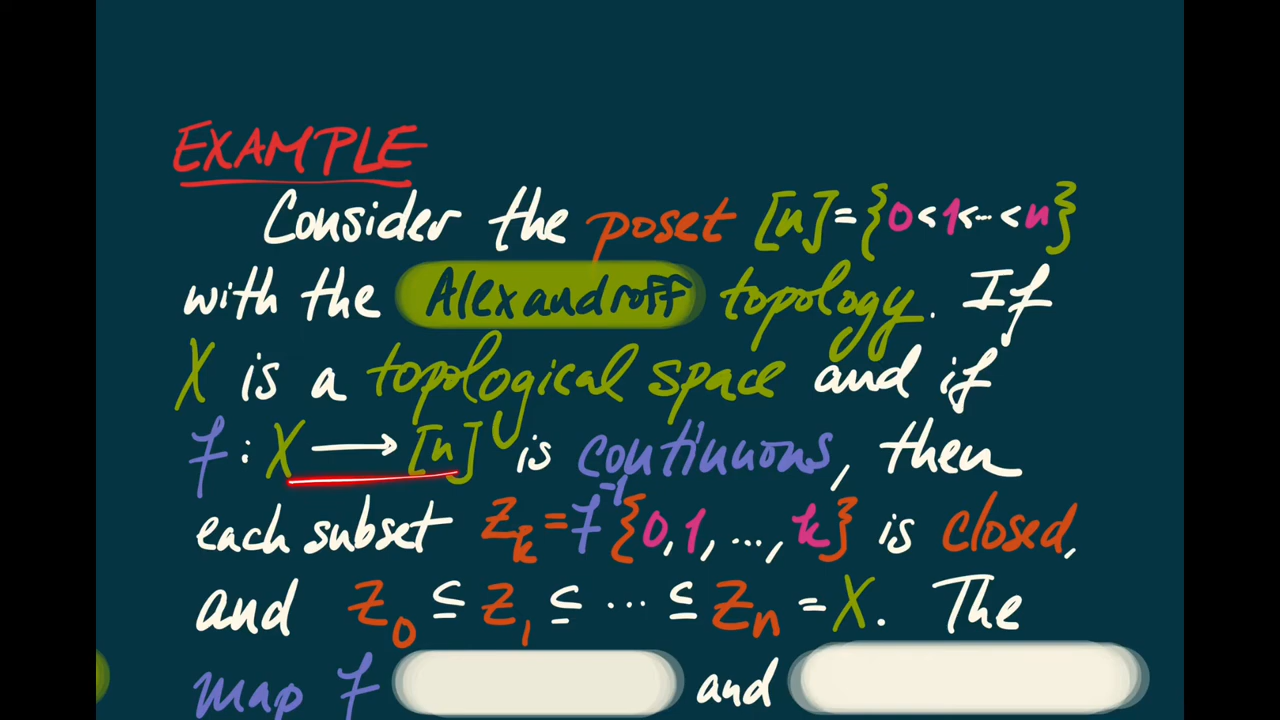 EXAMPLE
Consider the poset [n]={0<1<···<n}
with the Alexandroff topology. If
X is a topological space and if
f: X ⟶ [n] is continuous, then
each subset Z_k = f⁻¹{0,1,...,k} is closed,
and Z_0 ⊆ Z_1 ⊆ ··· ⊆ Z_n = X. The
map f and